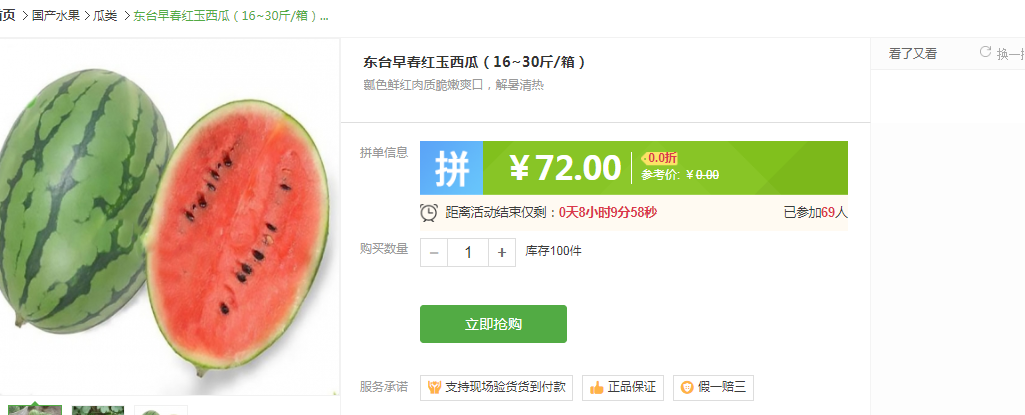 首页 > 国产水果 > 瓜类 > 东台早春红玉西瓜（16~30斤/箱）...
东台早春红玉西瓜（16~30斤/箱）
瓤色鲜红肉质脆嫩爽口，解暑清热
看了又看
换一批
拼单信息
拼
¥72.00
0.0折
参考价: ¥0.00
距离活动结束仅剩：0天8小时9分58秒
已参加69人
购买数量
− 1 +
库存100件
立即抢购
服务承诺
支持现场验货货到付款
正品保证
假一赔三